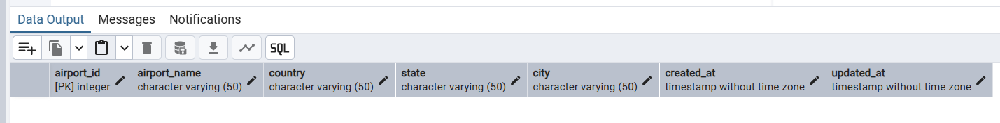 Data Output Messages Notifications
SQL
airport_id airport_name country state city created_at updated_at
[PK] integer character varying (50) character varying (50) character varying (50) character varying (50) timestamp without time zone timestamp without time zone